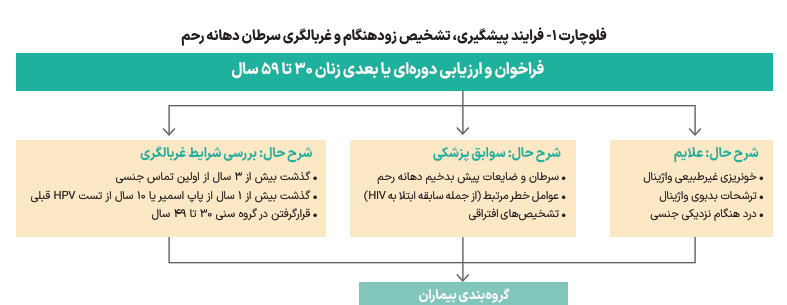 فلوچارت ۱- فرایند پیشگیری، تشخیص زودهنگام و غربالگری سرطان دهانه رحم
فراخوان و ارزیابی دوره‌ای یا بعدی زنان ۳۰ تا ۵۹ سال
شرح حال: علایم
• خونریزی غیرطبیعی واژینال
• ترشحات بدبوی واژینال
• درد هنگام نزدیکی جنسی
شرح حال: سوابق پزشکی
• سرطان و ضایعات پیش بدخیم دهانه رحم
• عوامل خطر مرتبط (از جمله سابقه ابتلا به HIV)
• تشخیص‌های افتراقی
شرح حال: بررسی شرایط غربالگری
• گذشت بیش از ۳ سال از اولین تماس جنسی
• گذشت بیش از ۱ سال از پاپ اسمیر یا ۱۰ سال از تست HPV قبلی
• قرارگرفتن در گروه سنی ۳۰ تا ۴۹ سال
گروه‌بندی بیماران